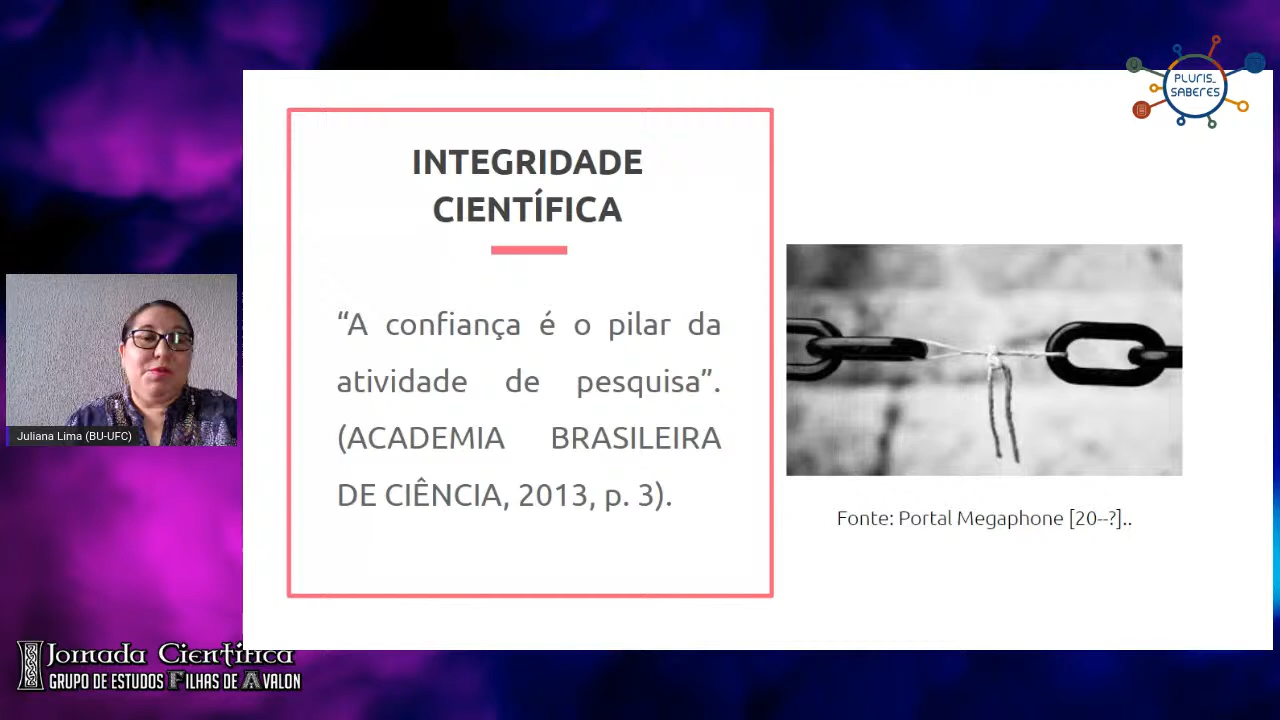 PLURIS_
SABERES
INTEGRIDADE
CIENTÍFICA
“A confiança é o pilar da
atividade de pesquisa”.
(ACADEMIA BRASILEIRA
DE CIÊNCIA, 2013, p. 3).
Fonte: Portal Megaphone [20--?]..
Juliana Lima (BU-UFC)
Jornada Científica
GRUPO DE ESTUDOS FILHAS DE AVALON